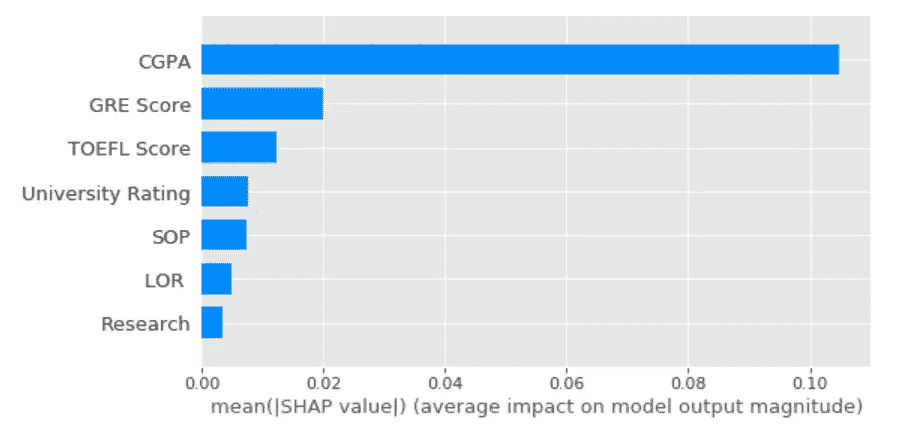 CGPA
GRE Score
TOEFL Score
University Rating
SOP
LOR
Research
0.00 0.02 0.04 0.06 0.08 0.10
mean(|SHAP value|) (average impact on model output magnitude)